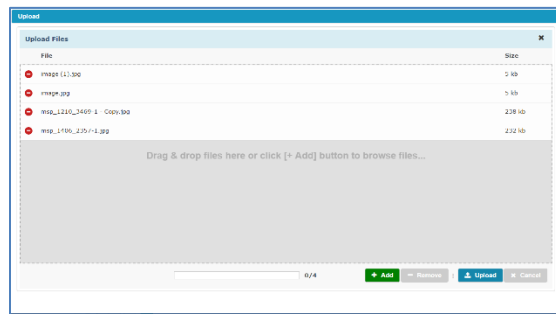 Upload
Upload Files ×
File Size
image (1).jpg 5 kb
image.jpg 5 kb
msp_1210_3469-1 - Copy.jpg 238 kb
msp_1406_2357-1.jpg 232 kb
Drag & drop files here or click [+ Add] button to browse files...
0/4 + Add − Remove | Upload × Cancel